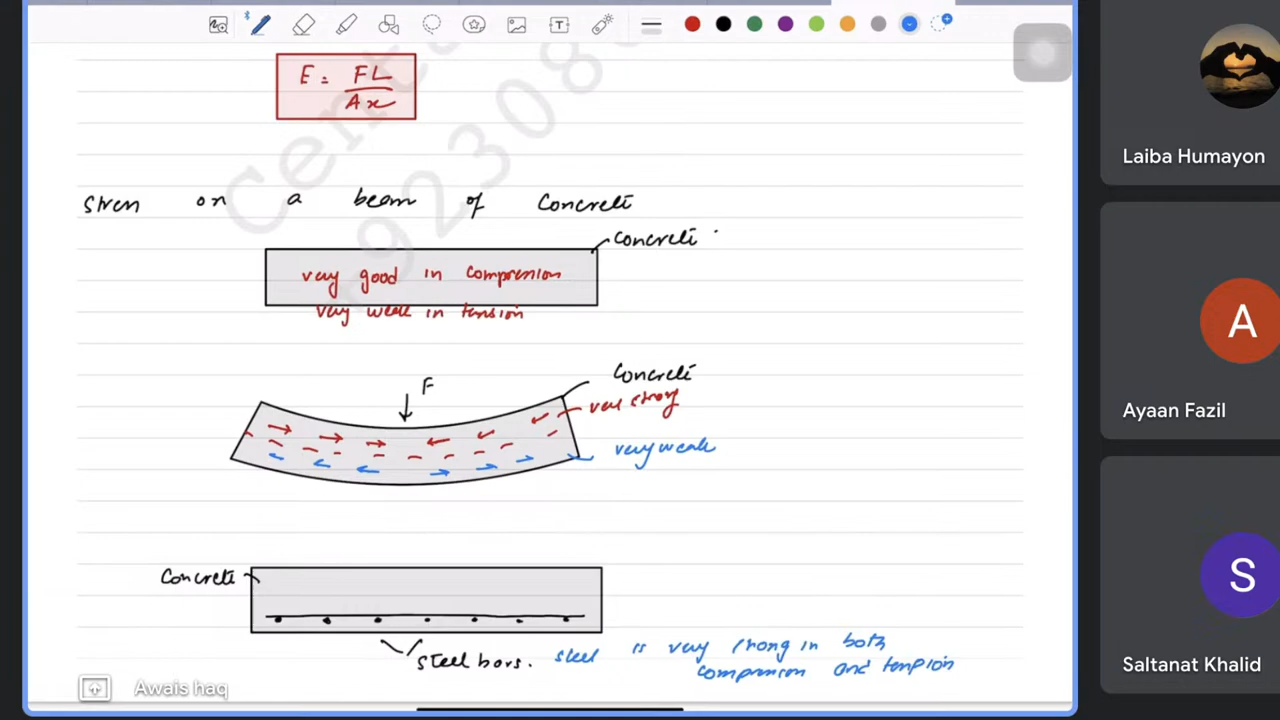 E = FL
Ax
Stress on a beam of Concrete
Concrete
very good in compression
very weak in tension
F
Concrete
very strong
very weak
Concrete
Steel bars.
steel is very strong in both
compression and tension
Awais haq
Laiba Humayon
A
Ayaan Fazil
S
Saltanat Khalid